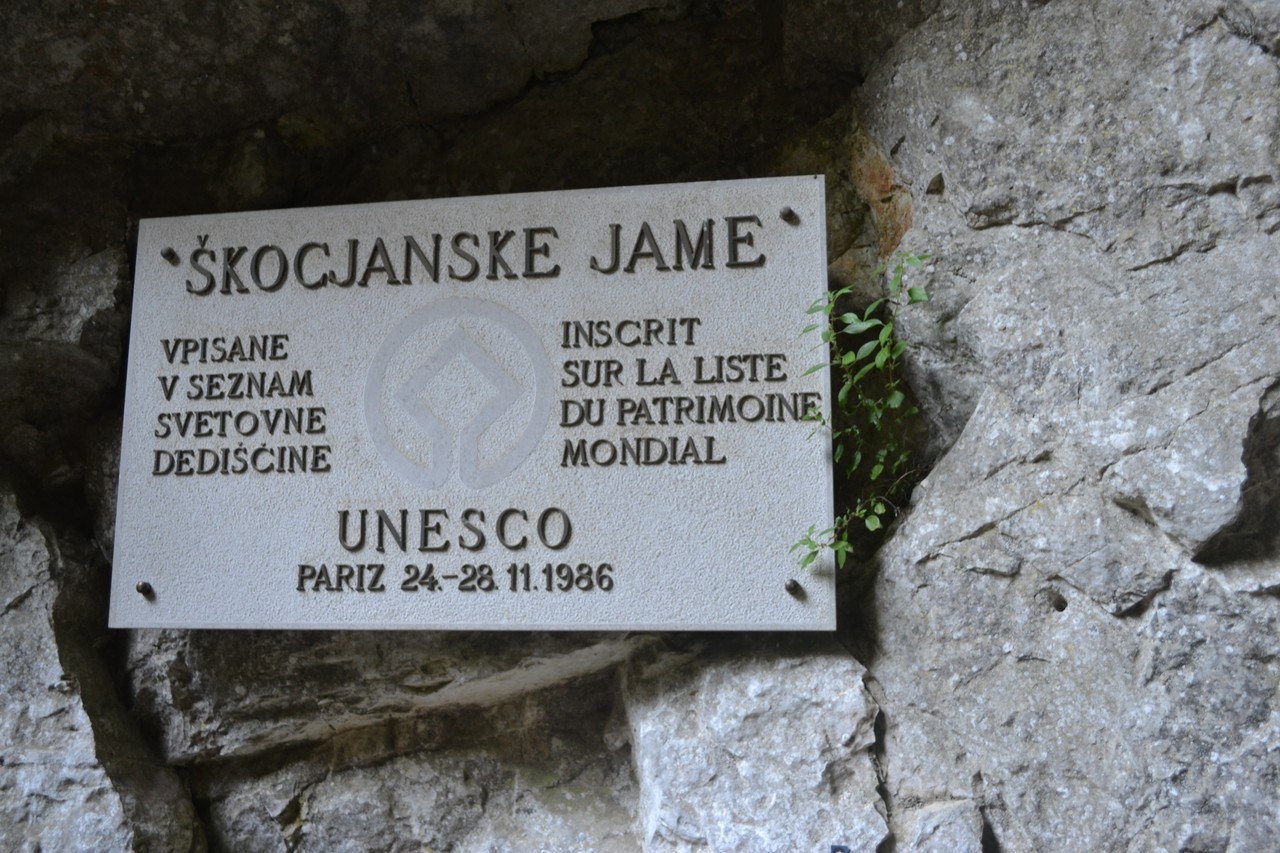 ŠKOCJANSKE JAME
VPISANE
V SEZNAM
SVETOVNE
DEDIŠČINE
INSCRIT
SUR LA LISTE
DU PATRIMOINE
MONDIAL
UNESCO
PARIZ 24.-28. 11. 1986